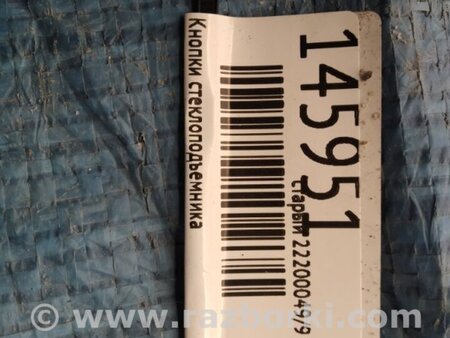 145951
старый 22200049/9
Кнопки стеклоподъемника
www.razborki.com